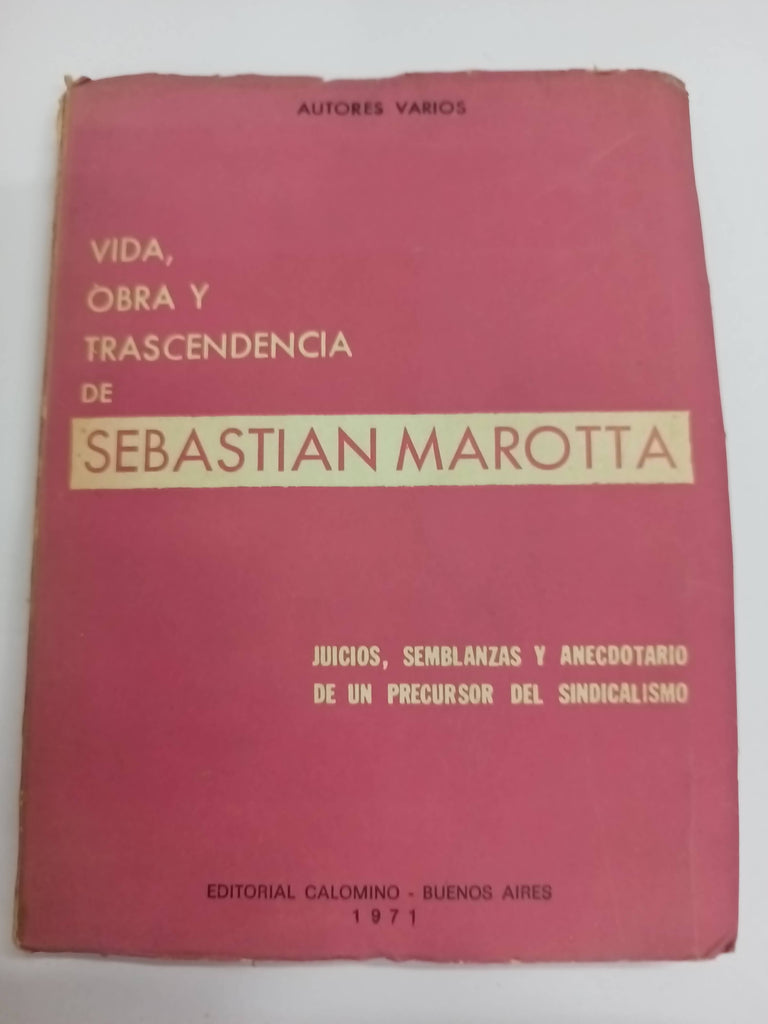 AUTORES VARIOS
VIDA,
OBRA Y
TRASCENDENCIA
DE
SEBASTIAN MAROTTA
JUICIOS, SEMBLANZAS Y ANECDOTARIO
DE UN PRECURSOR DEL SINDICALISMO
EDITORIAL CALOMINO - BUENOS AIRES
1971